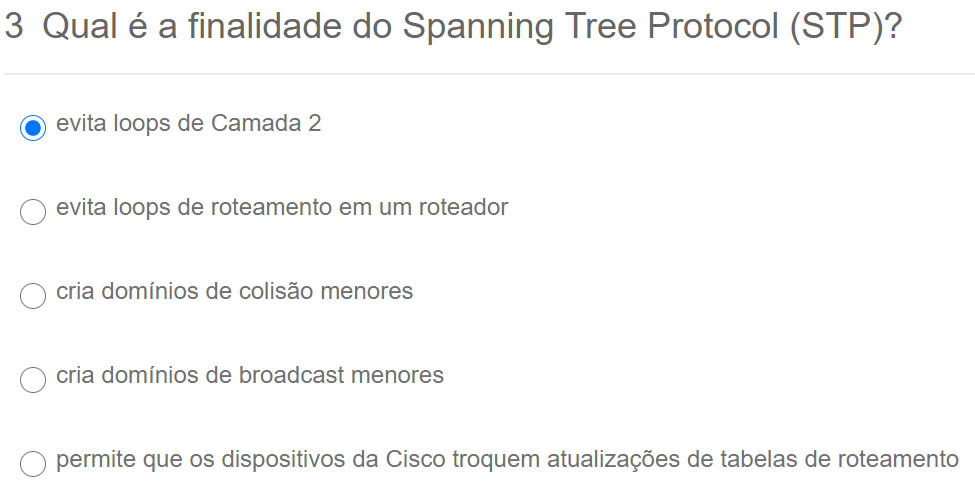 3 Qual é a finalidade do Spanning Tree Protocol (STP)?
evita loops de Camada 2
evita loops de roteamento em um roteador
cria domínios de colisão menores
cria domínios de broadcast menores
permite que os dispositivos da Cisco troquem atualizações de tabelas de roteamento